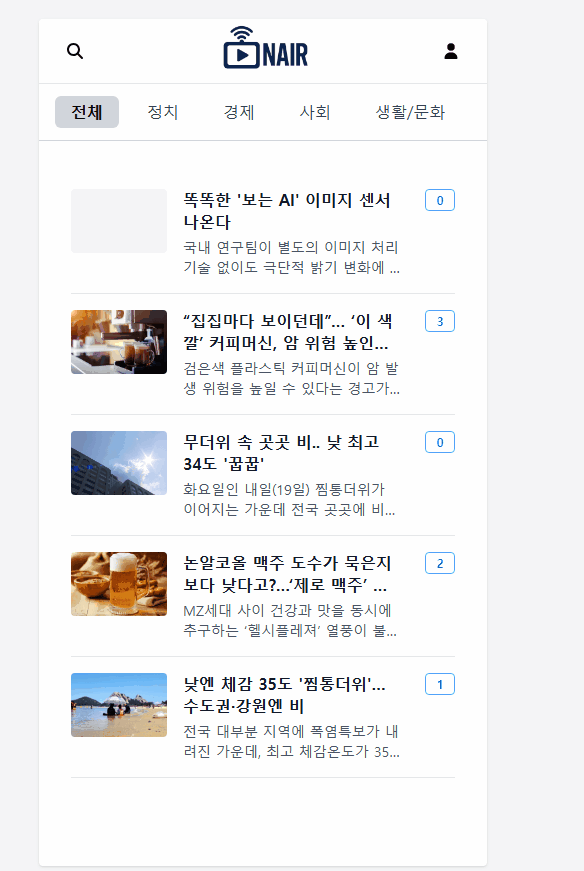 NAIR
전체 정치 경제 사회 생활/문화
똑똑한 '보는 AI' 이미지 센서
나온다
0
국내 연구팀이 별도의 이미지 처리
기술 없이도 극단적 밝기 변화에 ...
“집집마다 보이던데”… ‘이 색
깔’ 커피머신, 암 위험 높인...
3
검은색 플라스틱 커피머신이 암 발
생 위험을 높일 수 있다는 경고가...
무더위 속 곳곳 비.. 낮 최고
34도 '꿉꿉'
0
화요일인 내일(19일) 찜통더위가
이어지는 가운데 전국 곳곳에 비...
논알코올 맥주 도수가 묵은지
보다 낮다고?…‘제로 맥주’ ...
2
MZ세대 사이 건강과 맛을 동시에
추구하는 ‘헬시플레져’ 열풍이 불...
낮엔 체감 35도 '찜통더위'…
수도권·강원엔 비
1
전국 대부분 지역에 폭염특보가 내
려진 가운데, 최고 체감온도가 35...